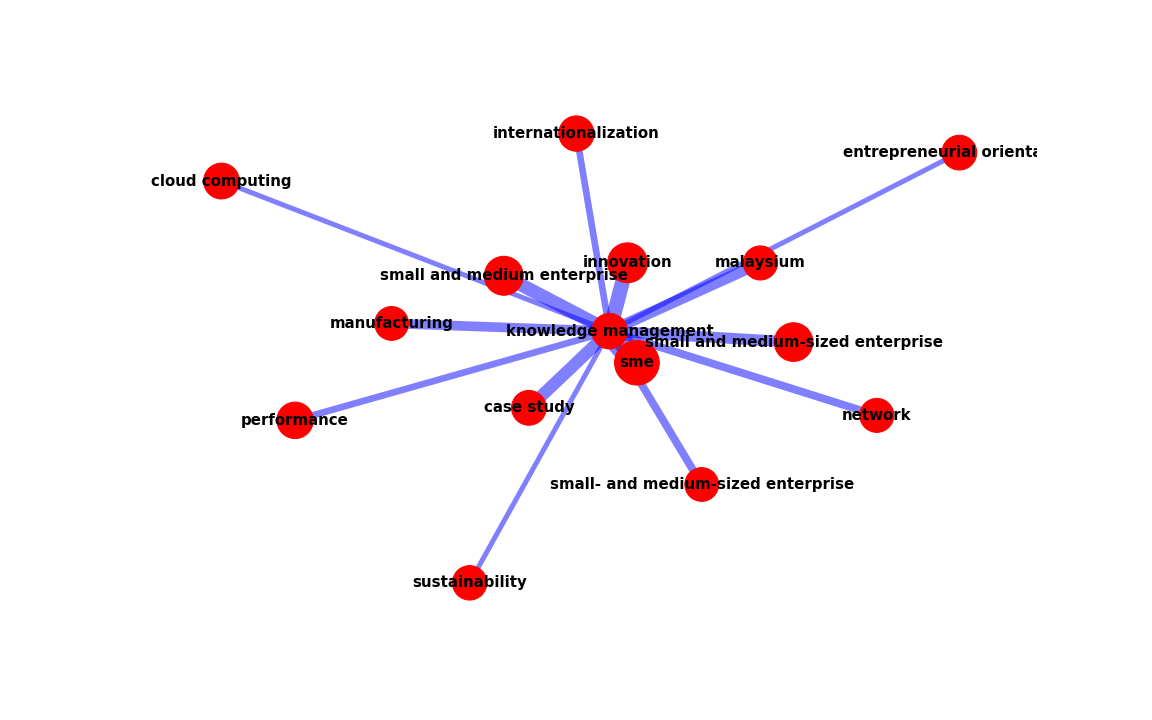 internationalization
entrepreneurial orienta
cloud computing
innovation
malaysium
small and medium enterprise
manufacturing
knowledge management
small and medium-sized enterprise
sme
case study
network
performance
small- and medium-sized enterprise
sustainability